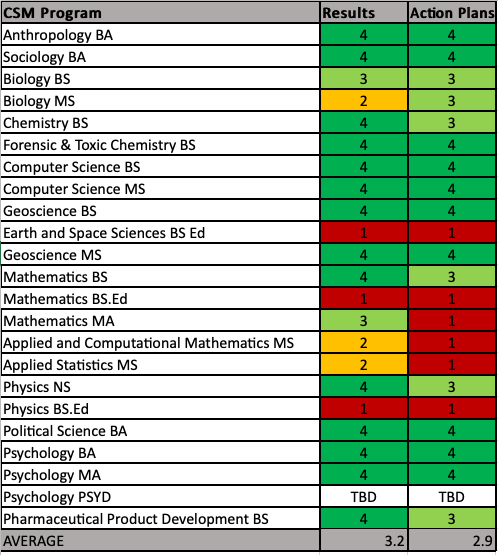 CSM Program Results Action Plans
Anthropology BA 4 4
Sociology BA 4 4
Biology BS 3 3
Biology MS 2 3
Chemistry BS 4 3
Forensic & Toxic Chemistry BS 4 4
Computer Science BS 4 4
Computer Science MS 4 4
Geoscience BS 4 4
Earth and Space Sciences BS Ed 1 1
Geoscience MS 4 4
Mathematics BS 4 3
Mathematics BS.Ed 1 1
Mathematics MA 3 1
Applied and Computational Mathematics MS 2 1
Applied Statistics MS 2 1
Physics NS 4 3
Physics BS.Ed 1 1
Political Science BA 4 4
Psychology BA 4 4
Psychology MA 4 4
Psychology PSYD TBD TBD
Pharmaceutical Product Development BS 4 3
AVERAGE 3.2 2.9